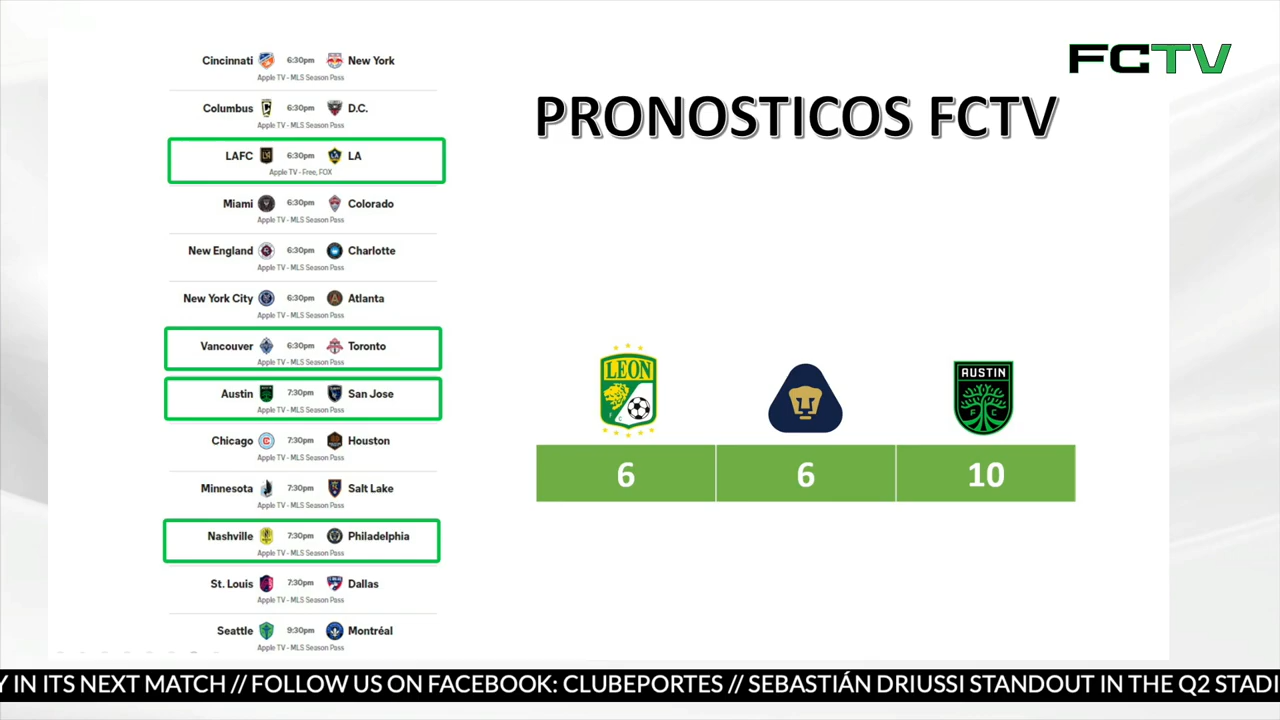 FCTV
PRONOSTICOS FCTV
Cincinnati 6:30pm New York
Apple TV - MLS Season Pass
Columbus 6:30pm D.C.
Apple TV - MLS Season Pass
LAFC 6:30pm LA
Apple TV - Free, FOX
Miami 6:30pm Colorado
Apple TV - MLS Season Pass
New England 6:30pm Charlotte
Apple TV - MLS Season Pass
New York City 6:30pm Atlanta
Apple TV - MLS Season Pass
Vancouver 6:30pm Toronto
Apple TV - MLS Season Pass
Austin 7:30pm San Jose
Apple TV - MLS Season Pass
Chicago 7:30pm Houston
Apple TV - MLS Season Pass
Minnesota 7:30pm Salt Lake
Apple TV - MLS Season Pass
Nashville 7:30pm Philadelphia
Apple TV - MLS Season Pass
St. Louis 7:30pm Dallas
Apple TV - MLS Season Pass
Seattle 9:30pm Montréal
Apple TV - MLS Season Pass
LEON
AUSTIN
FC
6 6 10
Y IN ITS NEXT MATCH // FOLLOW US ON FACEBOOK: CLUBEPORTES // SEBASTIÁN DRIUSSI STANDOUT IN THE Q2 STADI